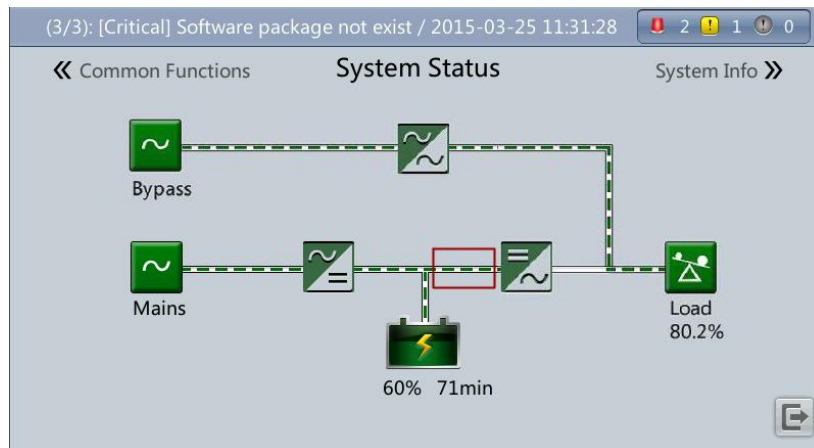 (3/3): [Critical] Software package not exist / 2015-03-25 11:31:28 2 1 0
Common Functions System Status System Info
Bypass
Mains
Load
80.2%
60% 71min